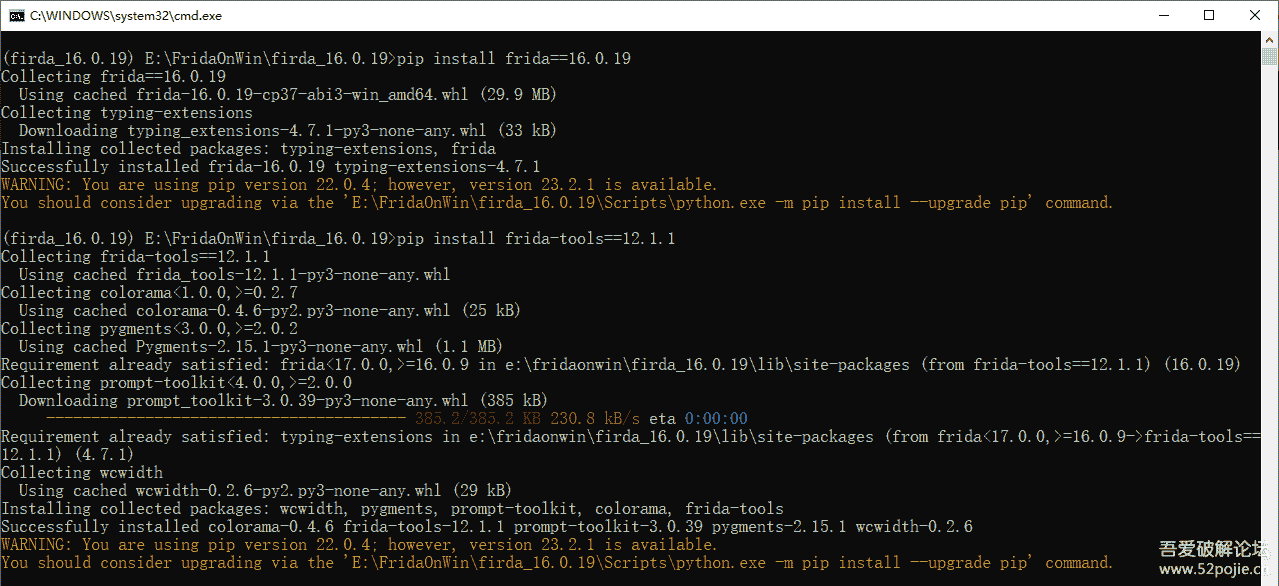 C:\WINDOWS\system32\cmd.exe
(firda_16.0.19) E:\FridaOnWin\firda_16.0.19>pip install frida==16.0.19
Collecting frida==16.0.19
  Using cached frida-16.0.19-cp37-abi3-win_amd64.whl (29.9 MB)
Collecting typing-extensions
  Downloading typing_extensions-4.7.1-py3-none-any.whl (33 kB)
Installing collected packages: typing-extensions, frida
Successfully installed frida-16.0.19 typing-extensions-4.7.1
WARNING: You are using pip version 22.0.4; however, version 23.2.1 is available.
You should consider upgrading via the 'E:\FridaOnWin\firda_16.0.19\Scripts\python.exe -m pip install --upgrade pip' command.
(firda_16.0.19) E:\FridaOnWin\firda_16.0.19>pip install frida-tools==12.1.1
Collecting frida-tools==12.1.1
  Using cached frida_tools-12.1.1-py3-none-any.whl
Collecting colorama<1.0.0,>=0.2.7
  Using cached colorama-0.4.6-py2.py3-none-any.whl (25 kB)
Collecting pygments<3.0.0,>=2.0.2
  Using cached Pygments-2.15.1-py3-none-any.whl (1.1 MB)
Requirement already satisfied: frida<17.0.0,>=16.0.9 in e:\fridaonwin\firda_16.0.19\lib\site-packages (from frida-tools==12.1.1) (16.0.19)
Collecting prompt-toolkit<4.0.0,>=2.0.0
  Downloading prompt_toolkit-3.0.39-py3-none-any.whl (385 kB)
     ---------------------------------------- 385.2/385.2 KB 230.8 kB/s eta 0:00:00
Requirement already satisfied: typing-extensions in e:\fridaonwin\firda_16.0.19\lib\site-packages (from frida<17.0.0,>=16.0.9->frida-tools==
12.1.1) (4.7.1)
Collecting wcwidth
  Using cached wcwidth-0.2.6-py2.py3-none-any.whl (29 kB)
Installing collected packages: wcwidth, pygments, prompt-toolkit, colorama, frida-tools
Successfully installed colorama-0.4.6 frida-tools-12.1.1 prompt-toolkit-3.0.39 pygments-2.15.1 wcwidth-0.2.6
WARNING: You are using pip version 22.0.4; however, version 23.2.1 is available.
You should consider upgrading via the 'E:\FridaOnWin\firda_16.0.19\Scripts\python.exe -m pip install --upgrade pip' command.
吾爱破解论坛
www.52pojie.cn